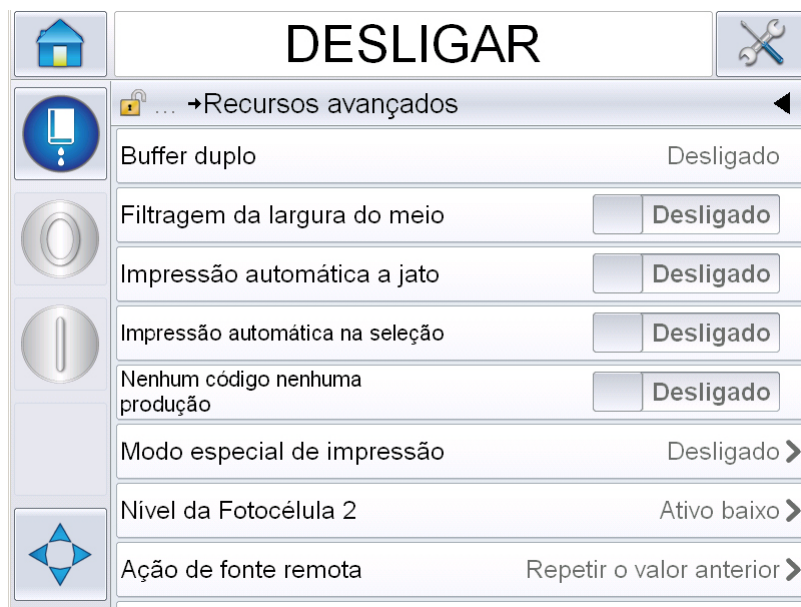 DESLIGAR
... →Recursos avançados
Buffer duplo Desligado
Filtragem da largura do meio Desligado
Impressão automática a jato Desligado
Impressão automática na seleção Desligado
Nenhum código nenhuma
produção Desligado
Modo especial de impressão Desligado
Nível da Fotocélula 2 Ativo baixo
Ação de fonte remota Repetir o valor anterior